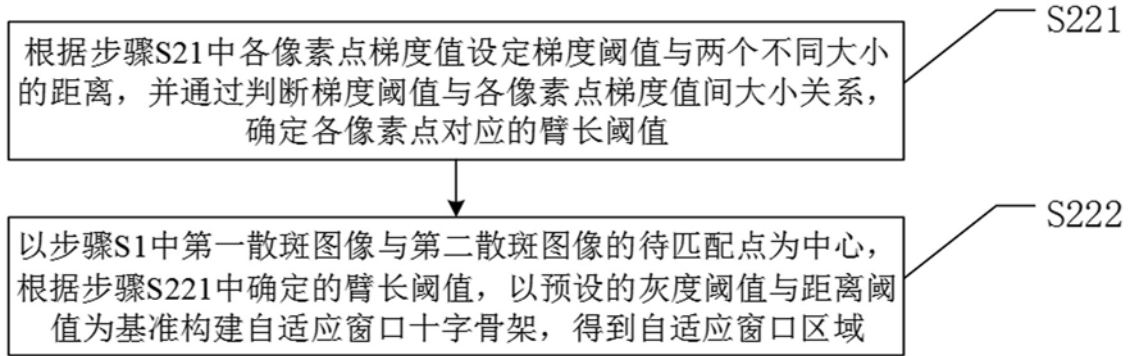 S221
根据步骤S21中各像素点梯度值设定梯度阈值与两个不同大小
的距离，并通过判断梯度阈值与各像素点梯度值间大小关系，
确定各像素点对应的臂长阈值
S222
以步骤S1中第一散斑图像与第二散斑图像的待匹配点为中心，
根据步骤S221中确定的臂长阈值，以预设的灰度阈值与距离阈
值为基准构建自适应窗口十字骨架，得到自适应窗口区域